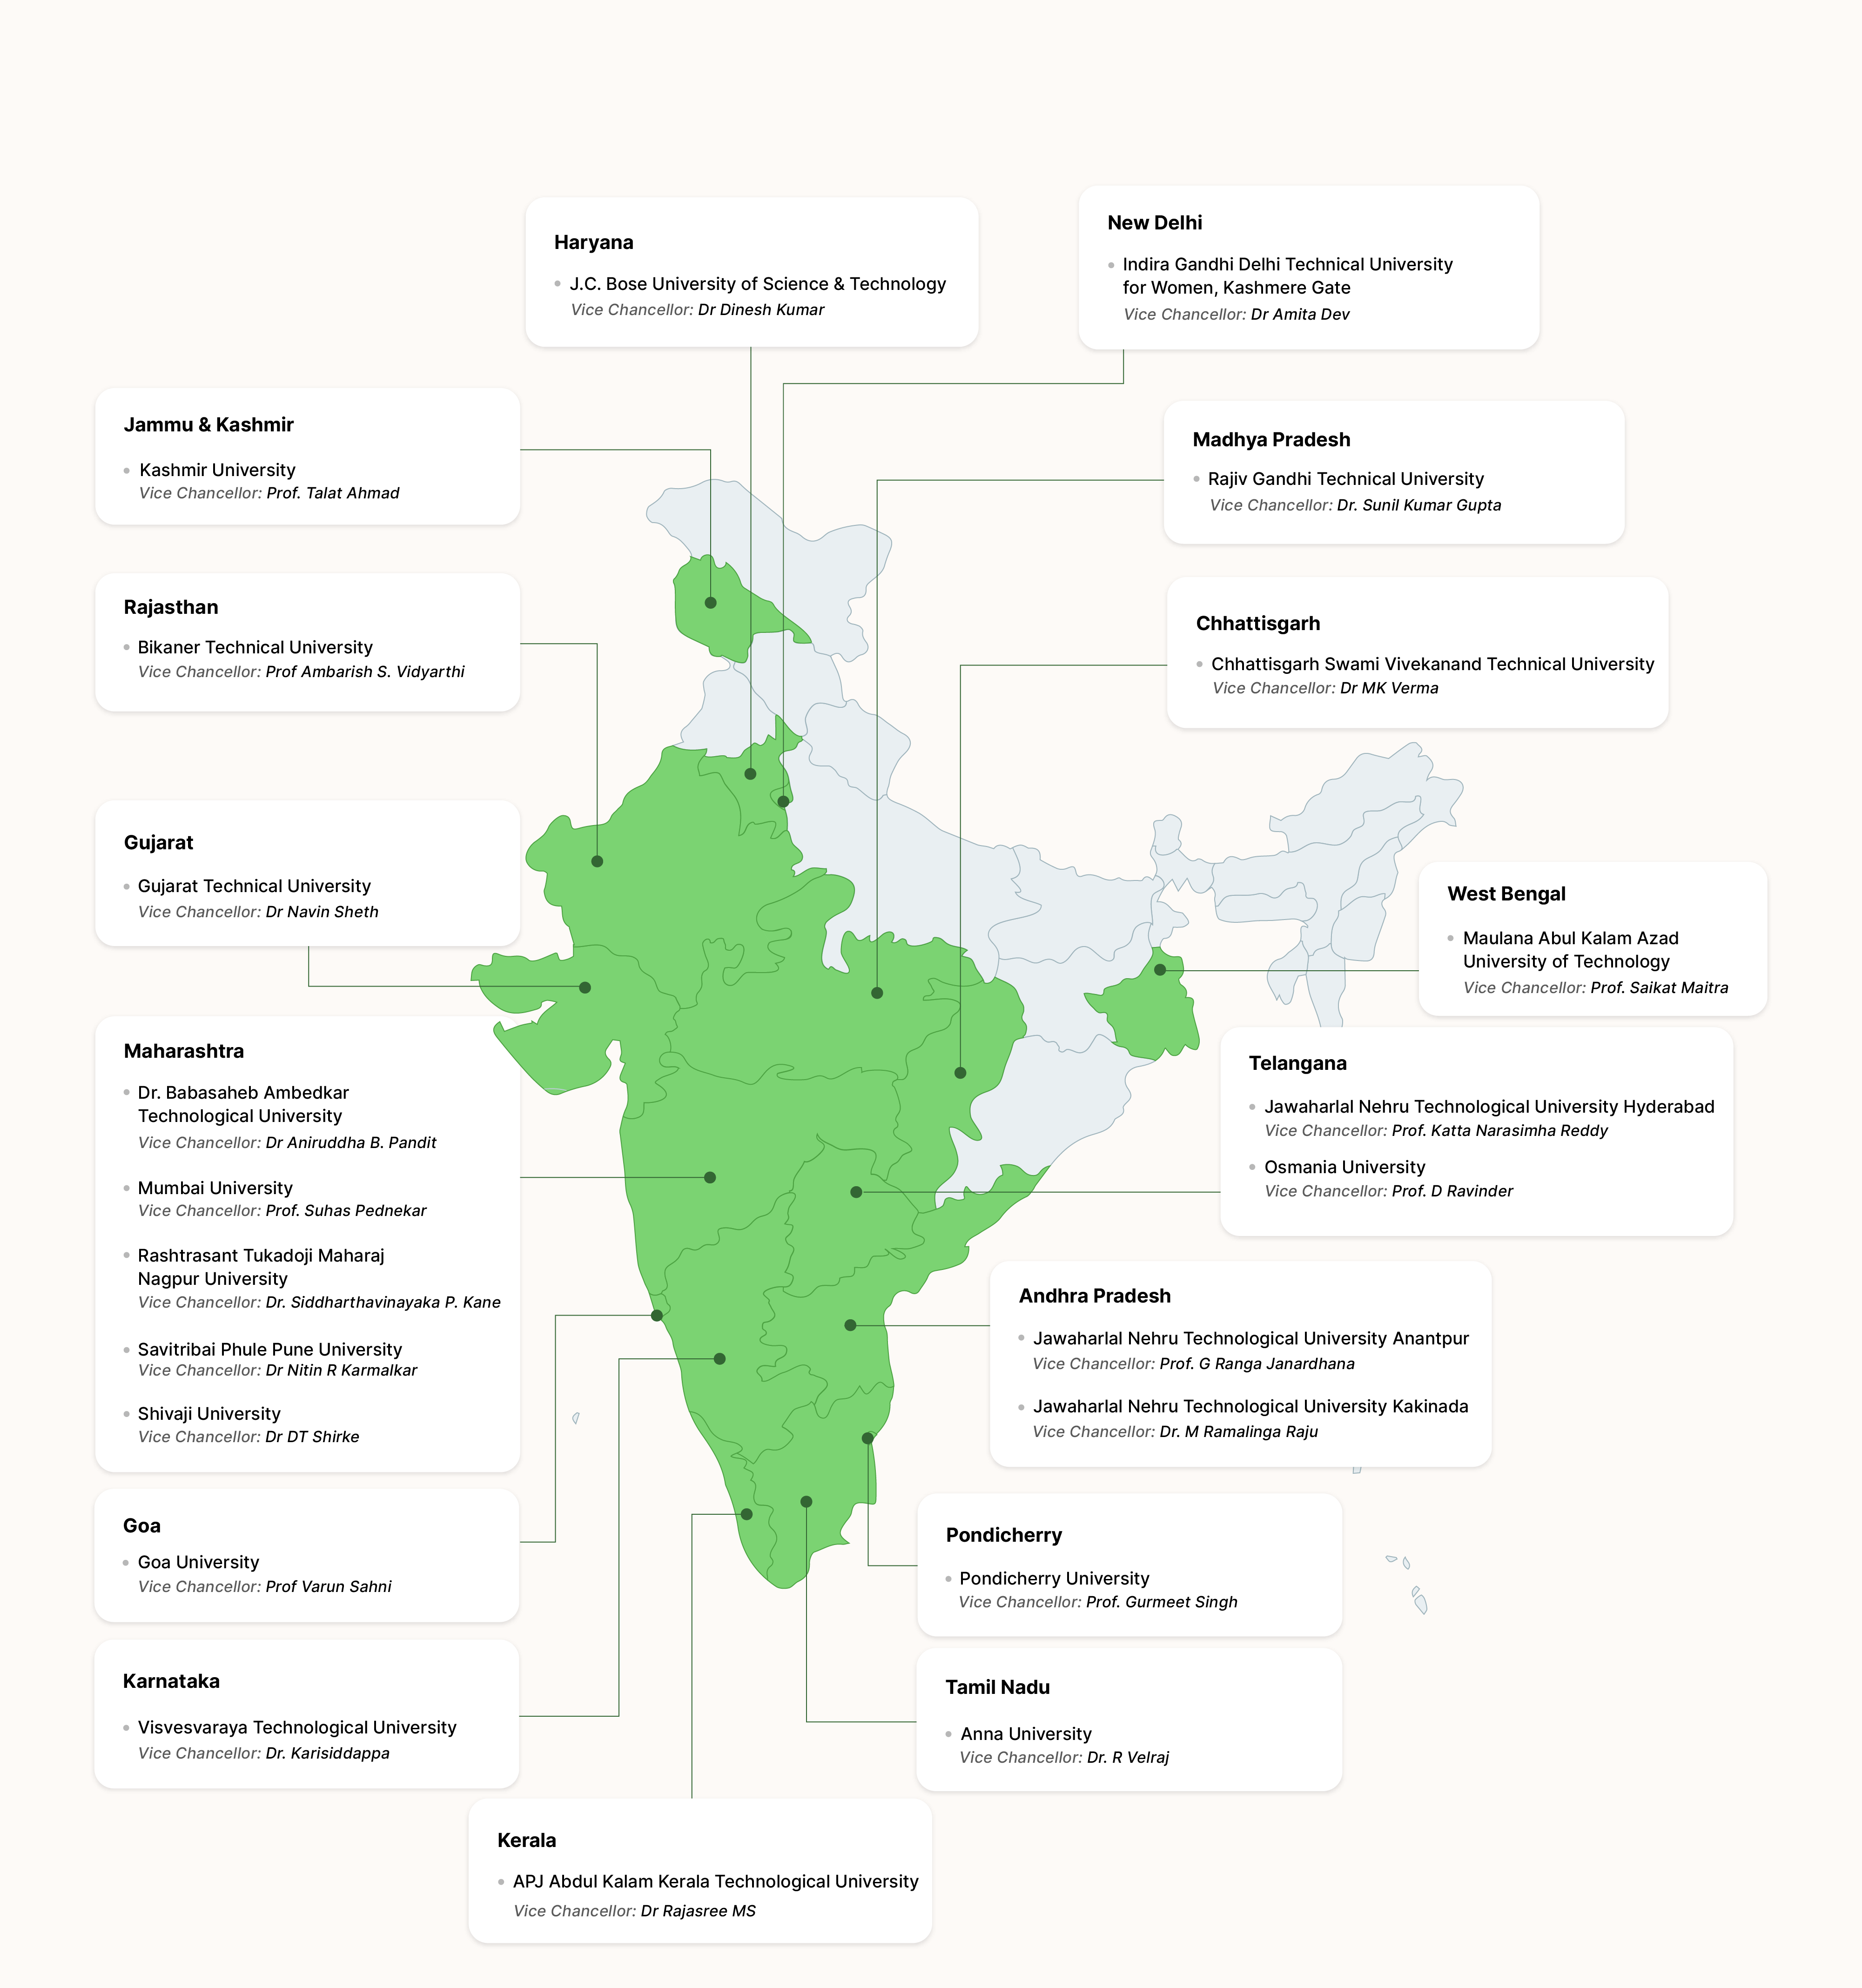 Haryana
J.C. Bose University of Science & Technology
Vice Chancellor: Dr Dinesh Kumar
New Delhi
Indira Gandhi Delhi Technical University
for Women, Kashmere Gate
Vice Chancellor: Dr Amita Dev
Jammu & Kashmir
Kashmir University
Vice Chancellor: Prof. Talat Ahmad
Madhya Pradesh
Rajiv Gandhi Technical University
Vice Chancellor: Dr. Sunil Kumar Gupta
Rajasthan
Bikaner Technical University
Vice Chancellor: Prof Ambarish S. Vidyarthi
Chhattisgarh
Chhattisgarh Swami Vivekanand Technical University
Vice Chancellor: Dr MK Verma
Gujarat
Gujarat Technical University
Vice Chancellor: Dr Navin Sheth
West Bengal
Maulana Abul Kalam Azad
University of Technology
Vice Chancellor: Prof. Saikat Maitra
Maharashtra
Dr. Babasaheb Ambedkar
Technological University
Vice Chancellor: Dr Aniruddha B. Pandit
Mumbai University
Vice Chancellor: Prof. Suhas Pednekar
Rashtrasant Tukadoji Maharaj
Nagpur University
Vice Chancellor: Dr. Siddharthavinayaka P. Kane
Savitribai Phule Pune University
Vice Chancellor: Dr Nitin R Karmalkar
Shivaji University
Vice Chancellor: Dr DT Shirke
Telangana
Jawaharlal Nehru Technological University Hyderabad
Vice Chancellor: Prof. Katta Narasimha Reddy
Osmania University
Vice Chancellor: Prof. D Ravinder
Andhra Pradesh
Jawaharlal Nehru Technological University Anantpur
Vice Chancellor: Prof. G Ranga Janardhana
Jawaharlal Nehru Technological University Kakinada
Vice Chancellor: Dr. M Ramalinga Raju
Goa
Goa University
Vice Chancellor: Prof Varun Sahni
Pondicherry
Pondicherry University
Vice Chancellor: Prof. Gurmeet Singh
Karnataka
Visvesvaraya Technological University
Vice Chancellor: Dr. Karisiddappa
Tamil Nadu
Anna University
Vice Chancellor: Dr. R Velraj
Kerala
APJ Abdul Kalam Kerala Technological University
Vice Chancellor: Dr Rajasree MS